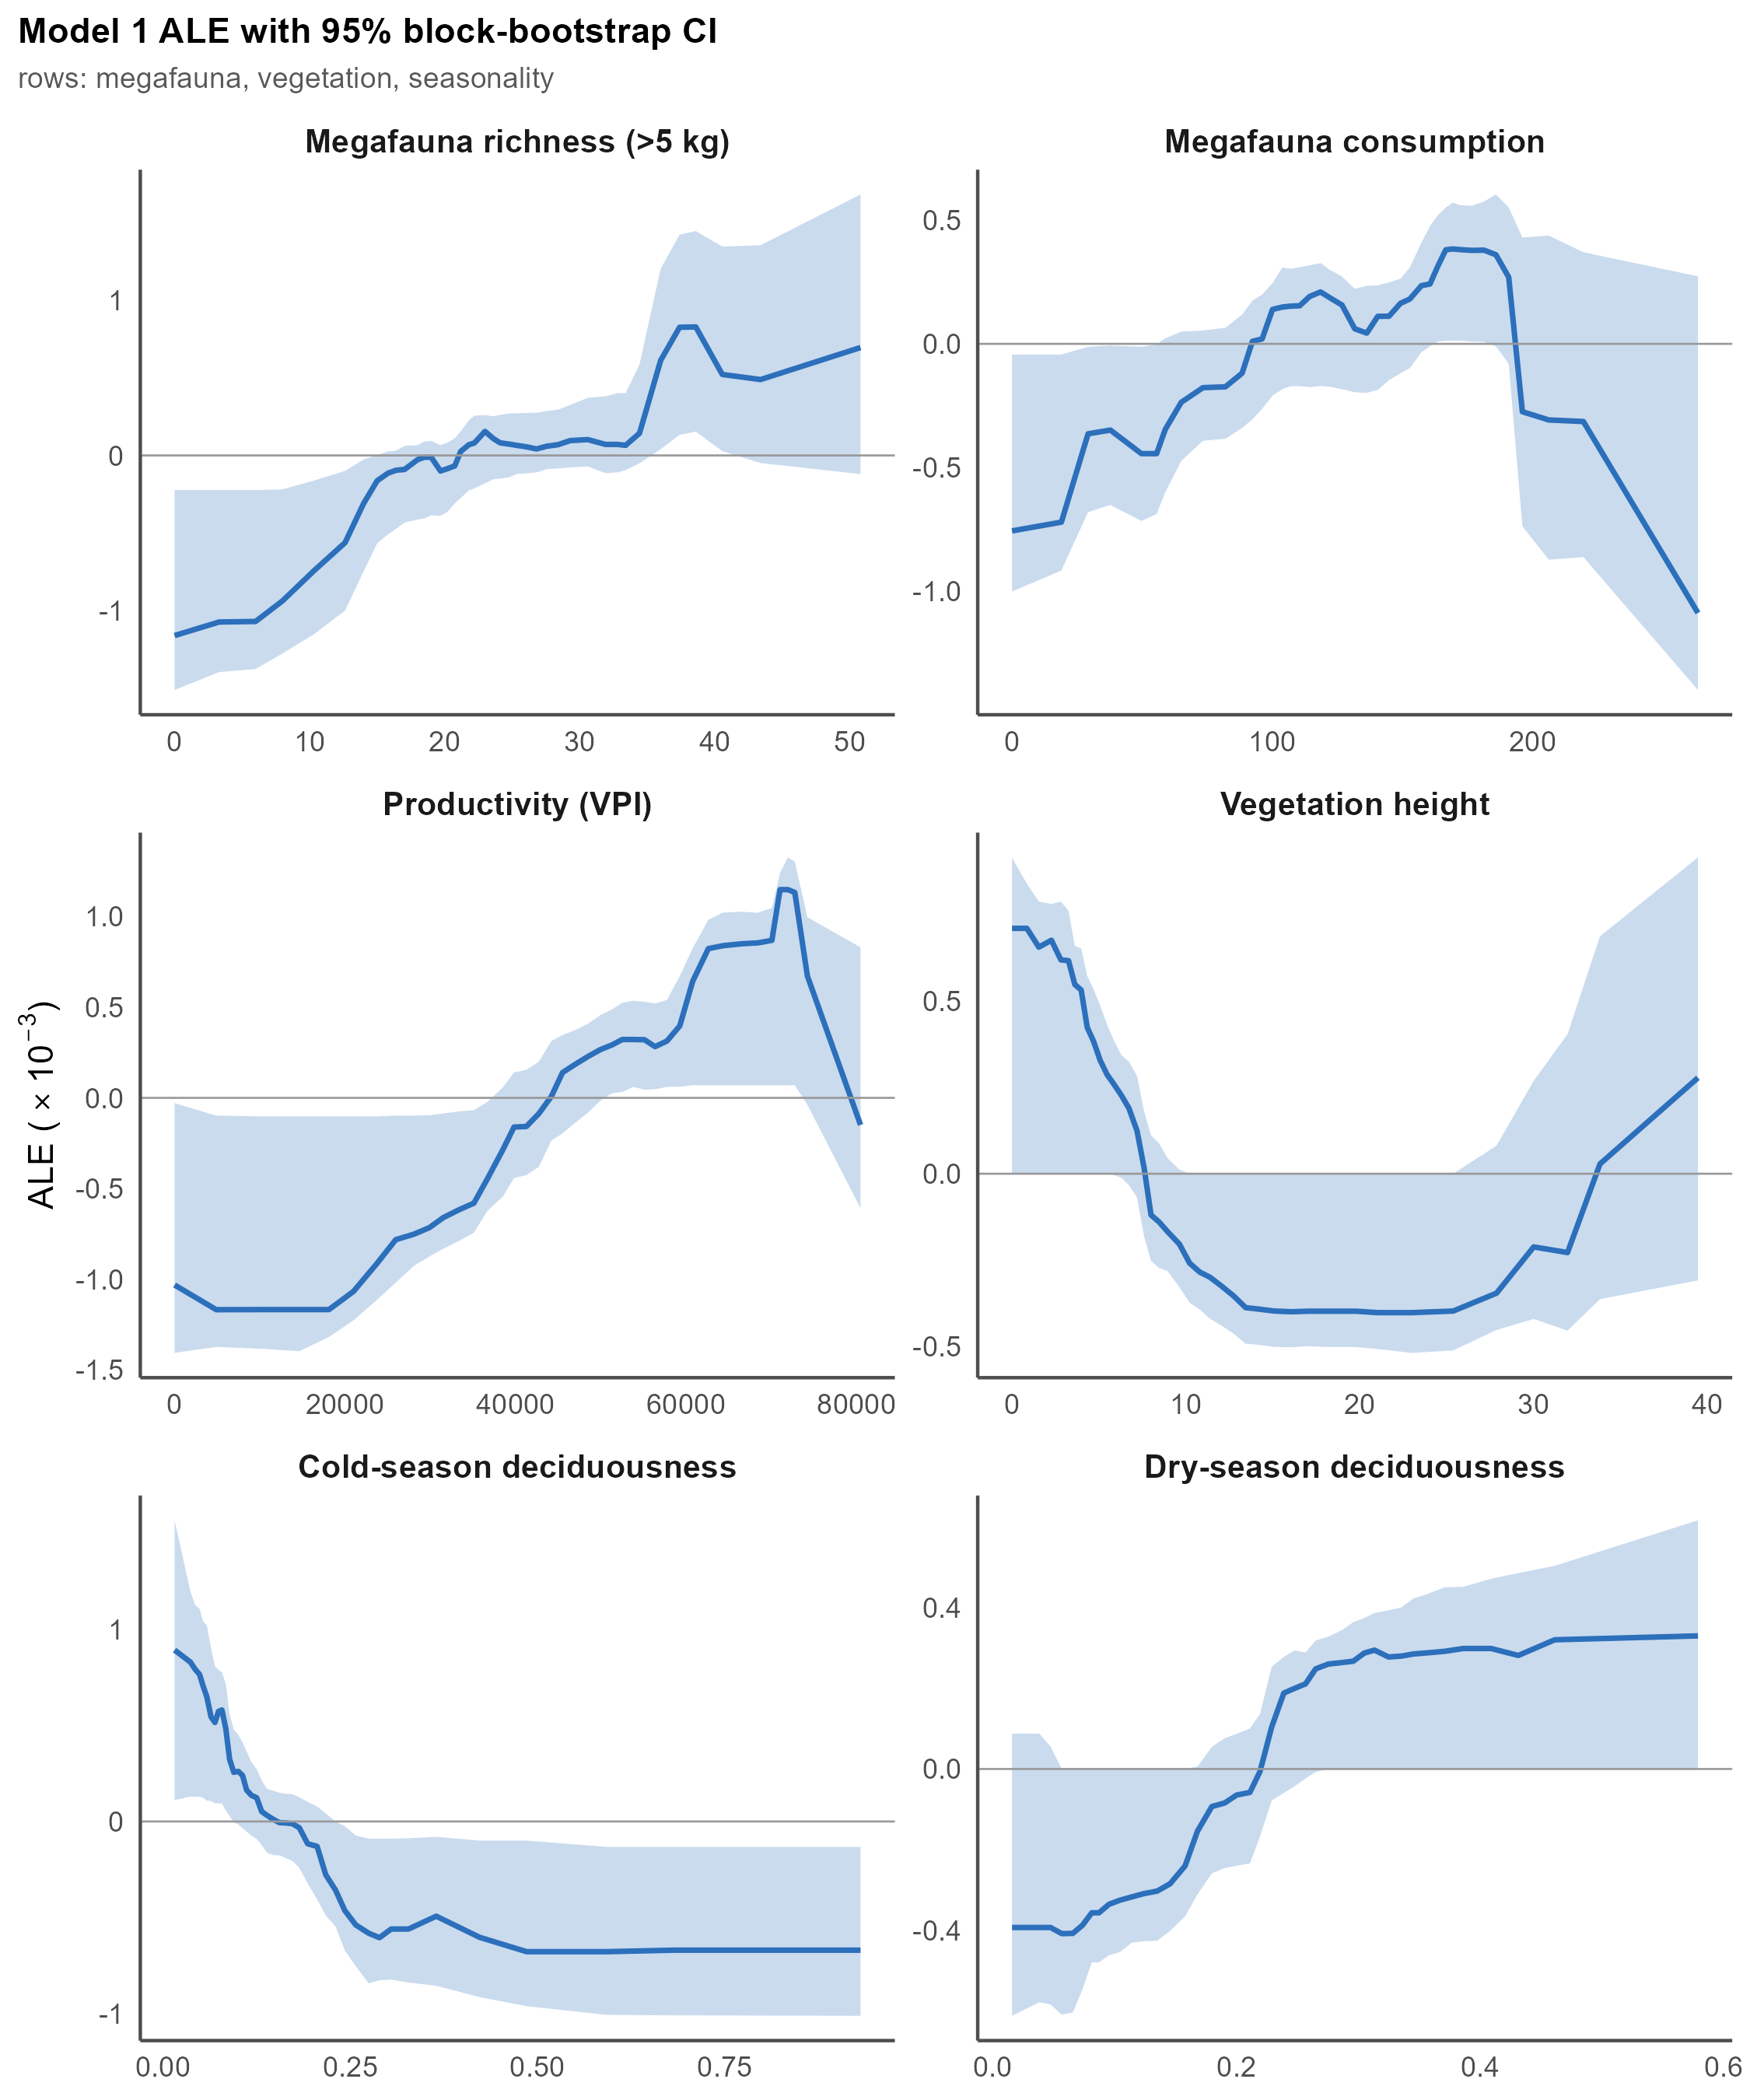 Model 1 ALE with 95% block-bootstrap CI
rows: megafauna, vegetation, seasonality
Megafauna richness (>5 kg)
1
0
-1
0 10 20 30 40 50
Megafauna consumption
0.5
0.0
-0.5
-1.0
0 100 200
ALE (× 10⁻³)
Productivity (VPI)
1.0
0.5
0.0
-0.5
-1.0
-1.5
0 20000 40000 60000 80000
Vegetation height
0.5
0.0
-0.5
0 10 20 30 40
Cold-season deciduousness
1
0
-1
0.00 0.25 0.50 0.75
Dry-season deciduousness
0.4
0.0
-0.4
0.0 0.2 0.4 0.6